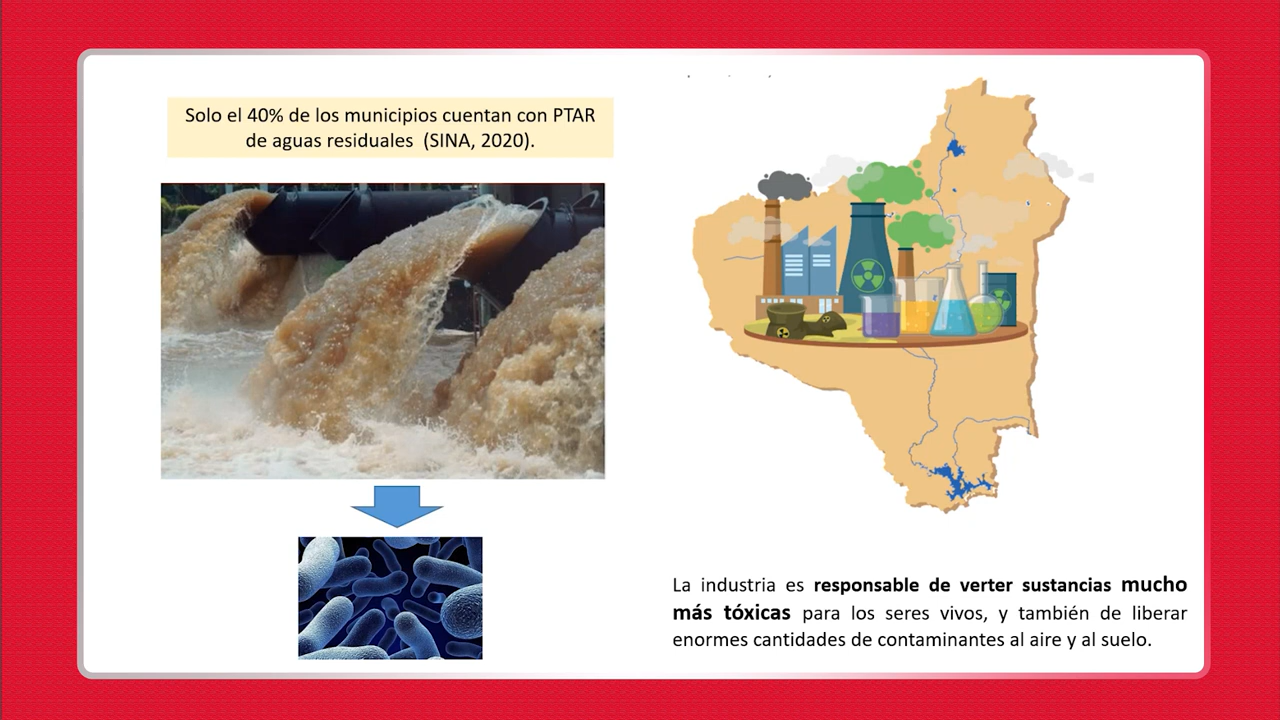 Solo el 40% de los municipios cuentan con PTAR
de aguas residuales (SINA, 2020).
La industria es responsable de verter sustancias mucho
más tóxicas para los seres vivos, y también de liberar
enormes cantidades de contaminantes al aire y al suelo.